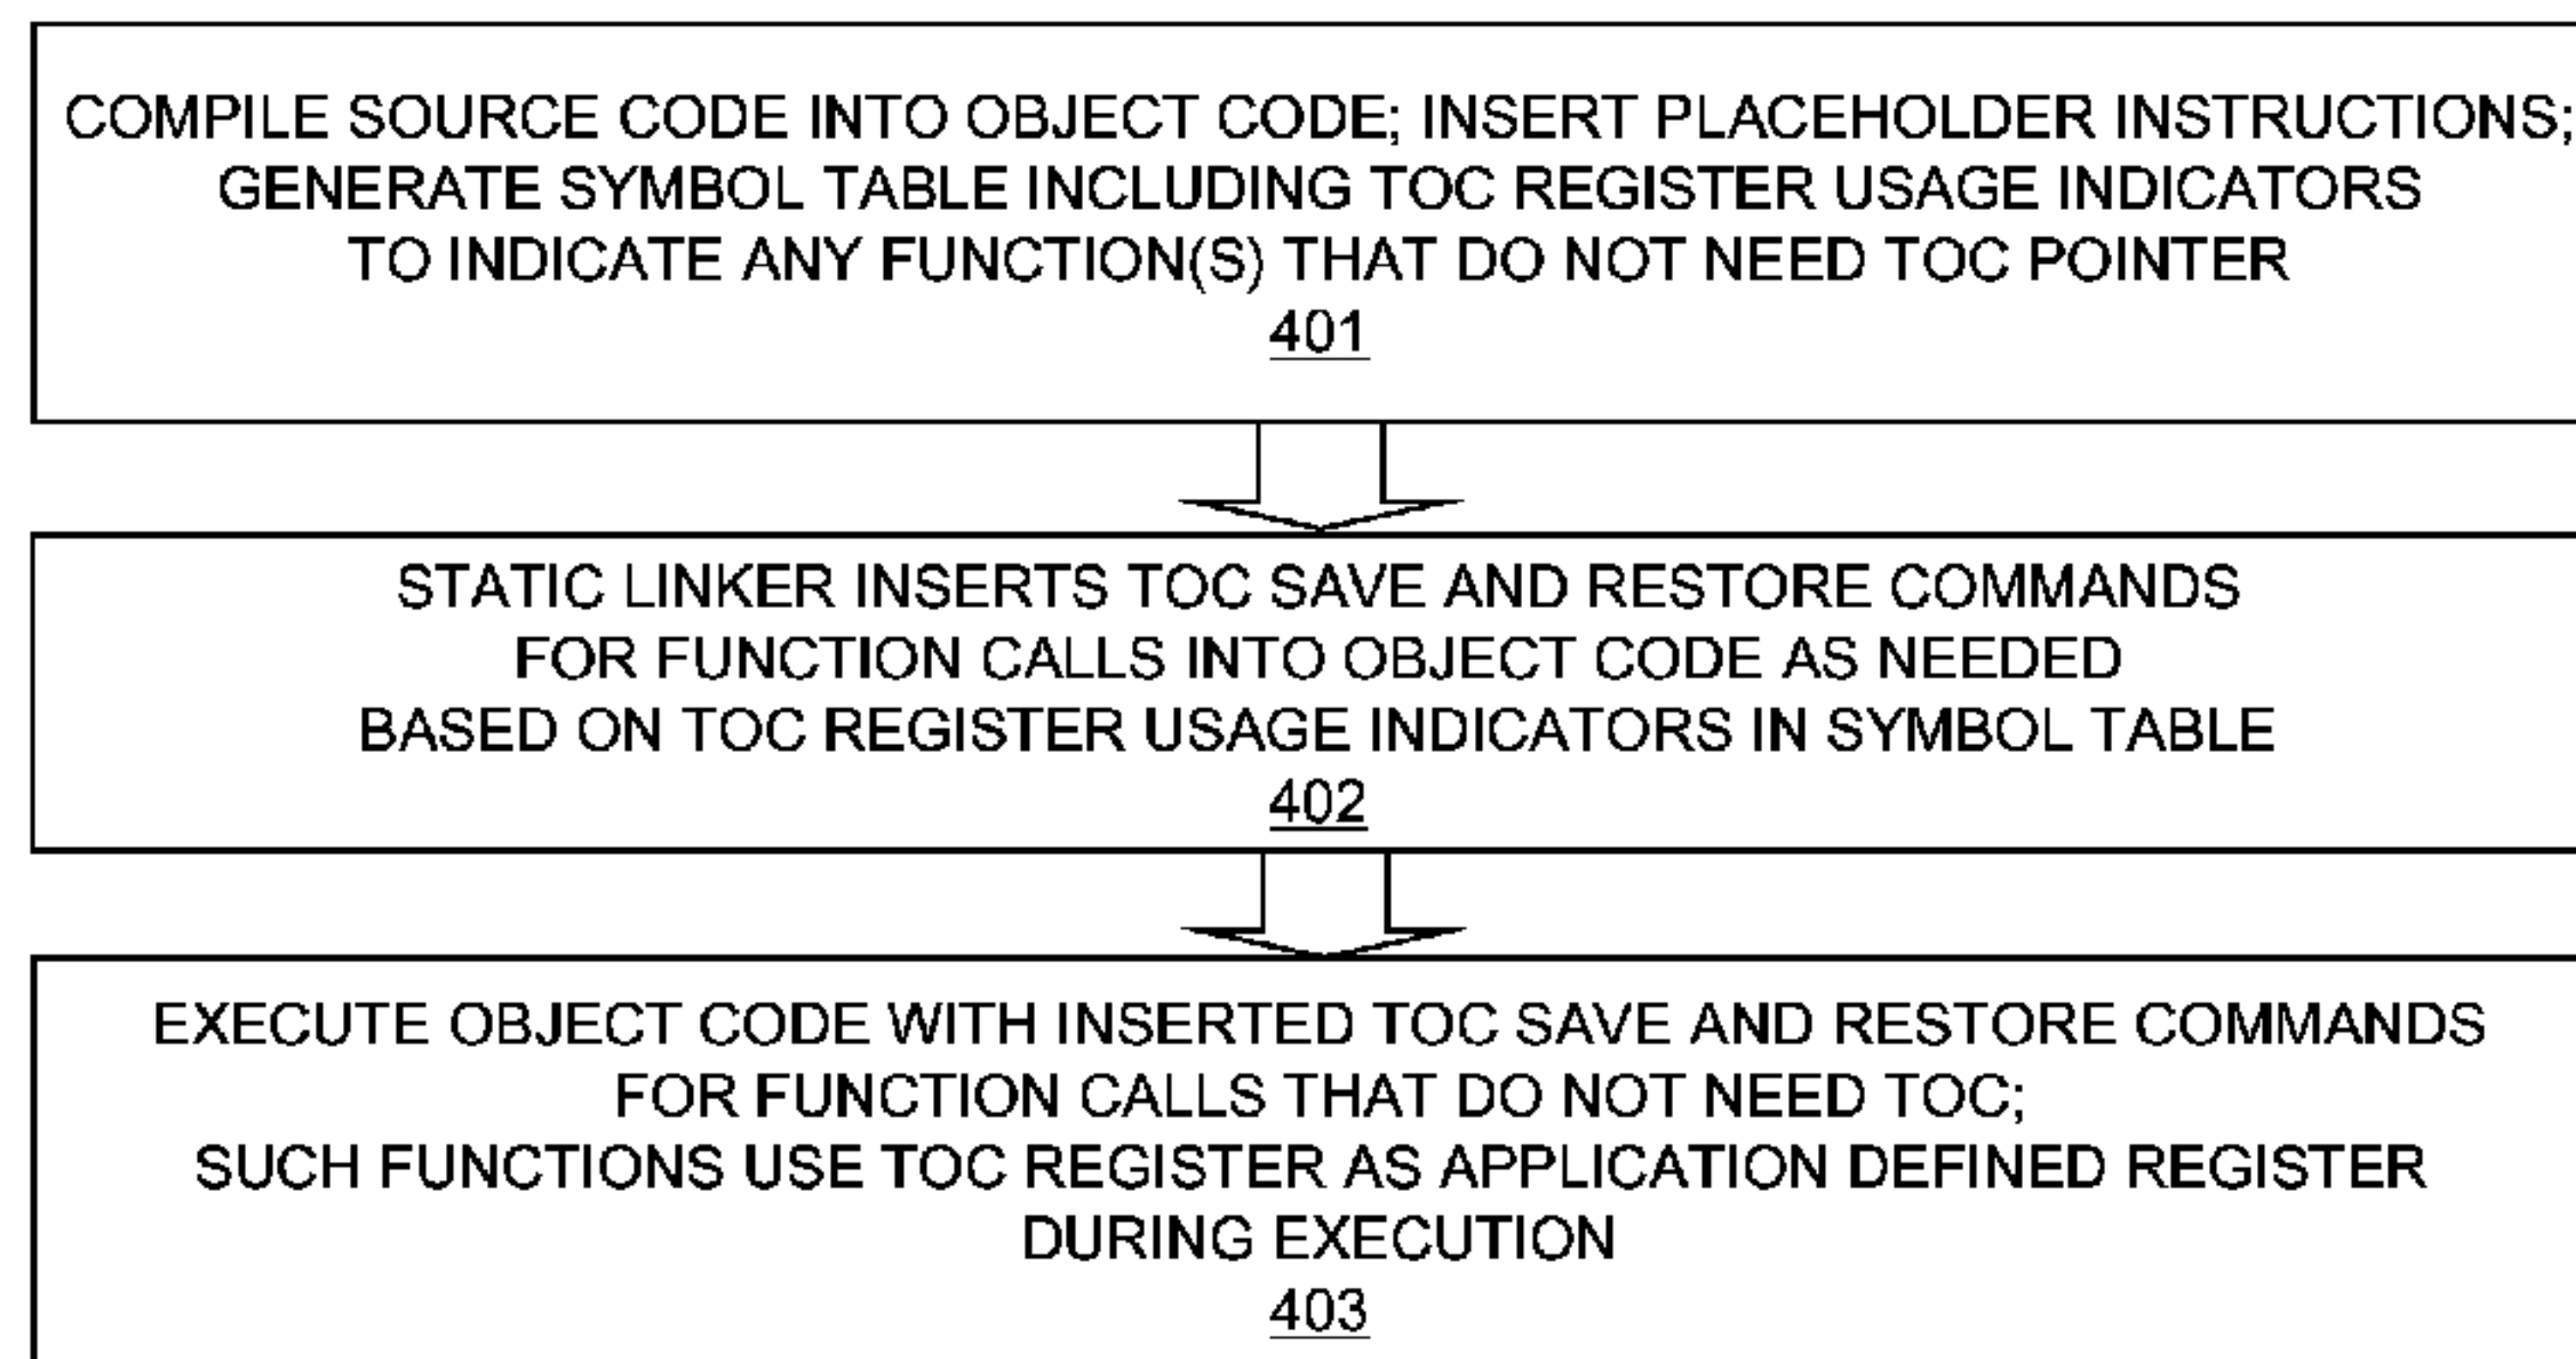 COMPILE SOURCE CODE INTO OBJECT CODE; INSERT PLACEHOLDER INSTRUCTIONS;
GENERATE SYMBOL TABLE INCLUDING TOC REGISTER USAGE INDICATORS
TO INDICATE ANY FUNCTION(S) THAT DO NOT NEED TOC POINTER
401
STATIC LINKER INSERTS TOC SAVE AND RESTORE COMMANDS
FOR FUNCTION CALLS INTO OBJECT CODE AS NEEDED
BASED ON TOC REGISTER USAGE INDICATORS IN SYMBOL TABLE
402
EXECUTE OBJECT CODE WITH INSERTED TOC SAVE AND RESTORE COMMANDS
FOR FUNCTION CALLS THAT DO NOT NEED TOC;
SUCH FUNCTIONS USE TOC REGISTER AS APPLICATION DEFINED REGISTER
DURING EXECUTION
403